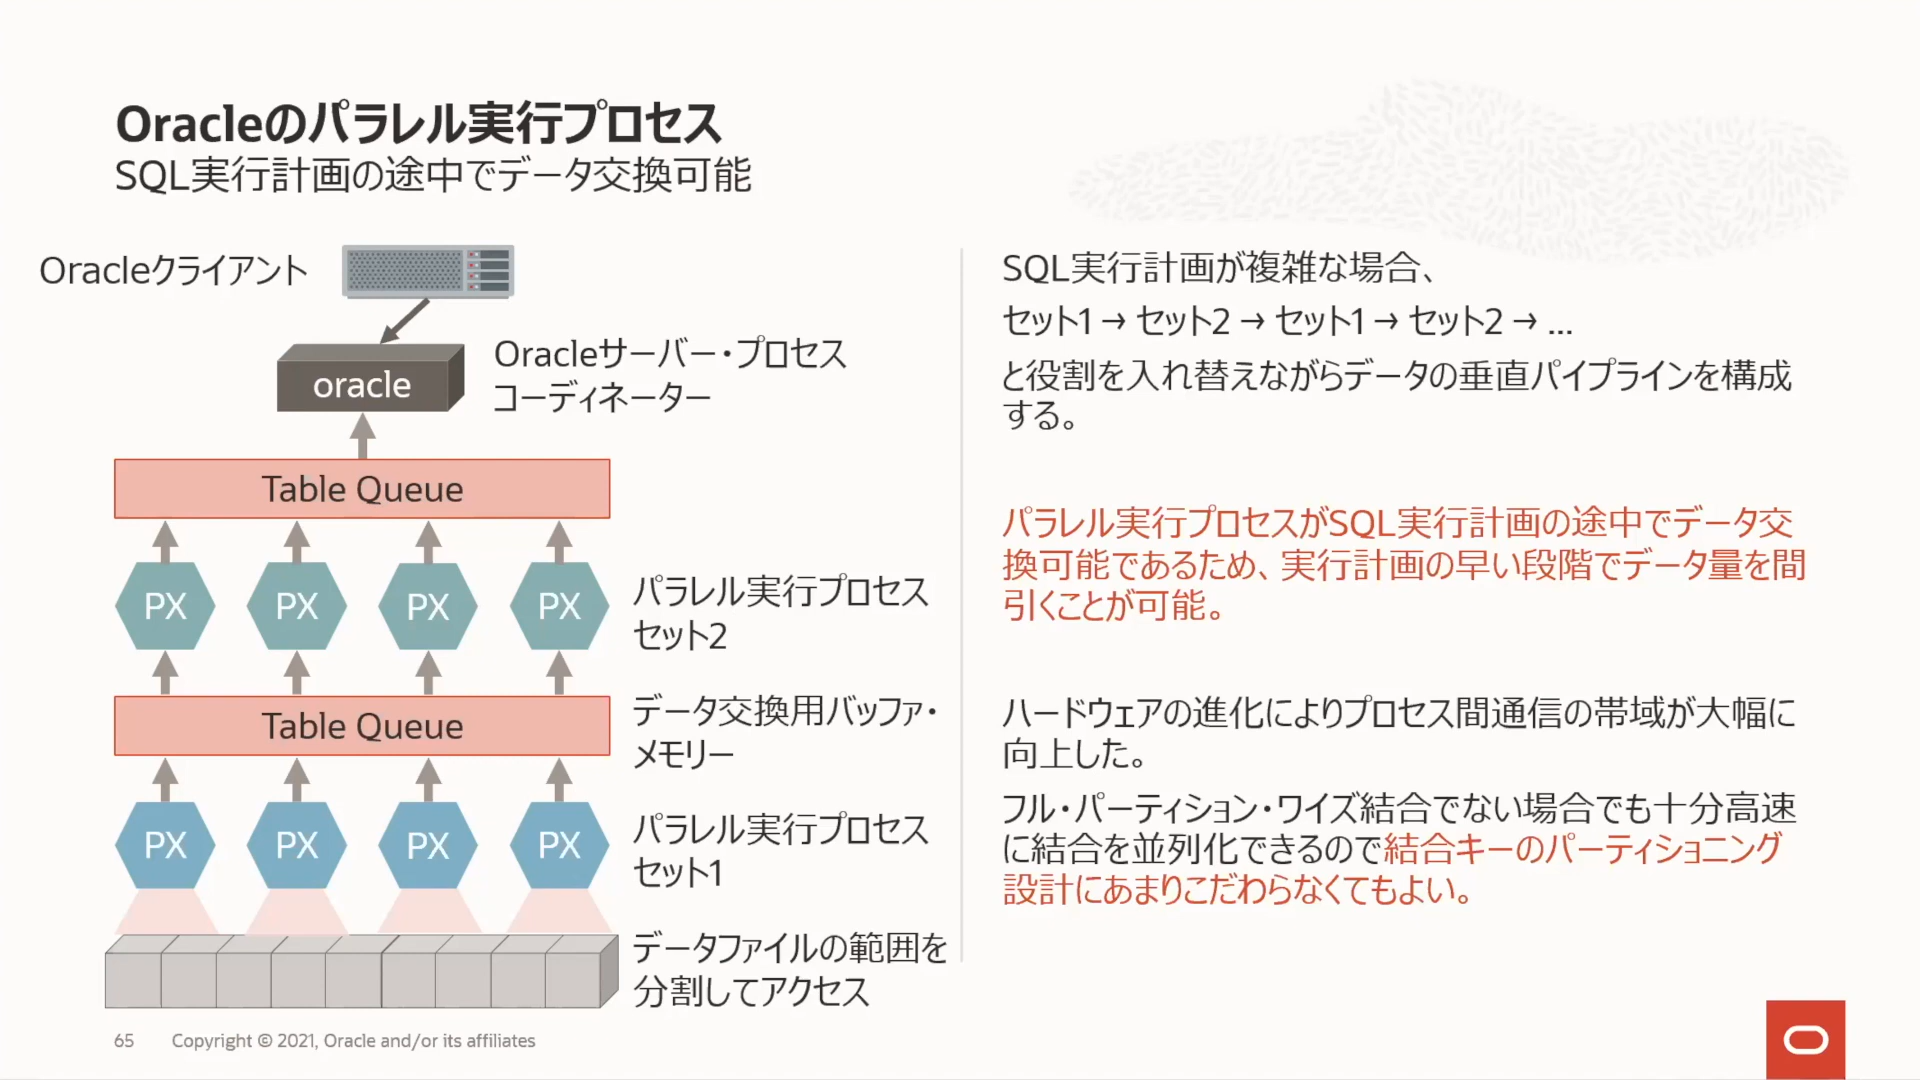 Oracleのパラレル実行プロセス
SQL実行計画の途中でデータ交換可能
Oracleクライアント
oracle
Oracleサーバー・プロセス
コーディネーター
Table Queue
PX PX PX PX
パラレル実行プロセス
セット2
Table Queue
データ交換用バッファ・
メモリー
PX PX PX PX
パラレル実行プロセス
セット1
データファイルの範囲を
分割してアクセス
SQL実行計画が複雑な場合、
セット1 → セット2 → セット1 → セット2 → ...
と役割を入れ替えながらデータの垂直パイプラインを構成
する。
パラレル実行プロセスがSQL実行計画の途中でデータ交
換可能であるため、実行計画の早い段階でデータ量を間
引くことが可能。
ハードウェアの進化によりプロセス間通信の帯域が大幅に
向上した。
フル・パーティション・ワイズ結合でない場合でも十分高速
に結合を並列化できるので結合キーのパーティショニング
設計にあまりこだわらなくてもよい。
65 Copyright © 2021, Oracle and/or its affiliates